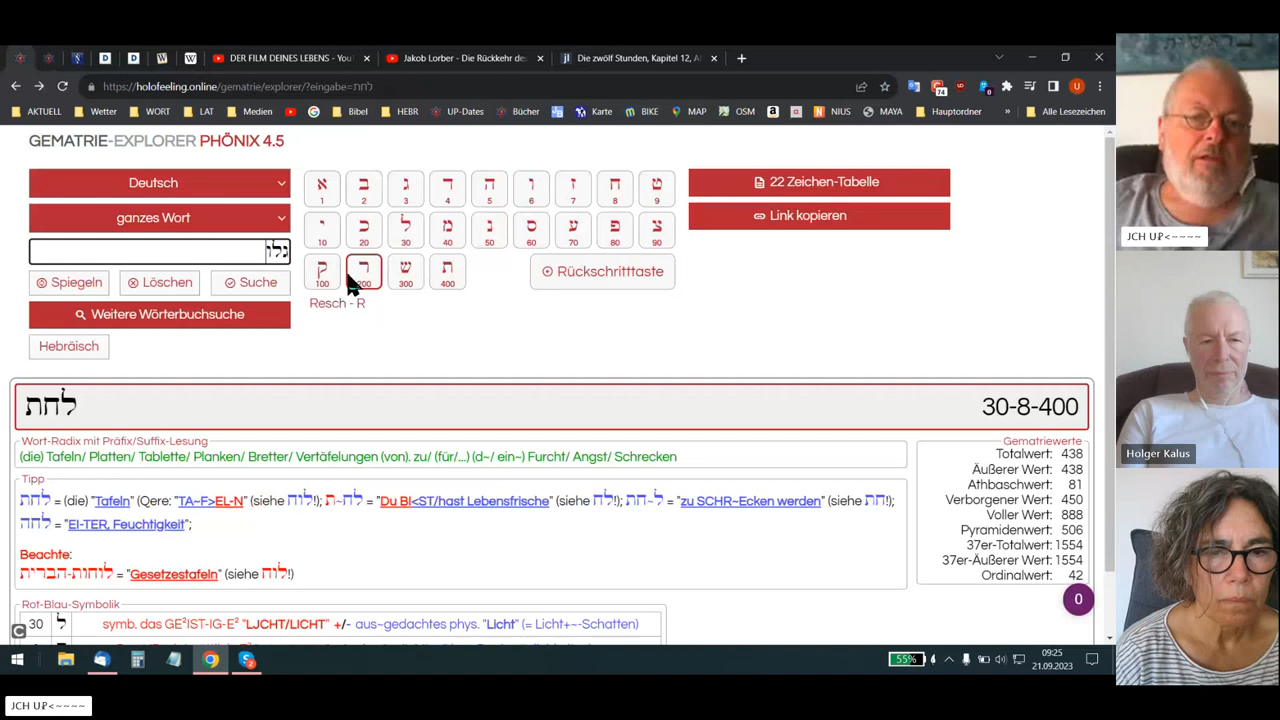 DER FILM DEINES LEBENS - You
Jakob Lorber - Die Rückkehr des
Die zwölf Stunden, Kapitel 12, Al
https://holofeeling.online/gematrie/explorer/?eingabe=לחת
74
0
U
AKTUELL
Wetter
WORT
LAT
Medien
Bibel
HEBR
UP-Dates
Bücher
Karte
BIKE
MAP
OSM
NIUS
MAYA
Hauptordner
»
Alle Lesezeichen
GEMATRIE-EXPLORER PHÖNIX 4.5
Deutsch
ganzes Wort
גלו
Spiegeln
Löschen
Suche
Weitere Wörterbuchsuche
Hebräisch
א ב ג ד ה ו ז ח ט
1 2 3 4 5 6 7 8 9
י כ ל מ נ ס ע פ צ
10 20 30 40 50 60 70 80 90
ק ר ש ת
100 200 300 400
Rückschritttaste
Resch - R
22 Zeichen-Tabelle
Link kopieren
לחת 30-8-400
Wort-Radix mit Präfix/Suffix-Lesung
(die) Tafeln/ Platten/ Tablette/ Planken/ Bretter/ Vertäfelungen (von). zu/ (für/...) (d~/ ein~) Furcht/ Angst/ Schrecken
Tipp
לחת = (die) "Tafeln" (Qere: "TA~F>EL-N" (siehe לוח!); לח~ת = "Du BI<ST/hast Lebensfrische" (siehe לח!); ל~חת = "zu SCHR~Ecken werden" (siehe חת!);
לחה = "EI-TER, Feuchtigkeit";
Beachte:
לוחות-הברית = "Gesetzestafeln" (siehe לוח!)
Rot-Blau-Symbolik
30 ל symb. das GE²IST-IG-E² "LJCHT/LICHT" +/- aus~gedachtes phys. "Licht" (= Licht+~-Schatten)
Gematriewerte
Totalwert: 438
Äußerer Wert: 438
Athbaschwert: 81
Verborgener Wert: 450
Voller Wert: 888
Pyramidenwert: 506
37er-Totalwert: 1554
37er-Äußerer Wert: 1554
Ordinalwert: 42
0
55%
09:25
21.09.2023
JCH UP<~~~~
Holger Kalus
JCH UP<~~~~